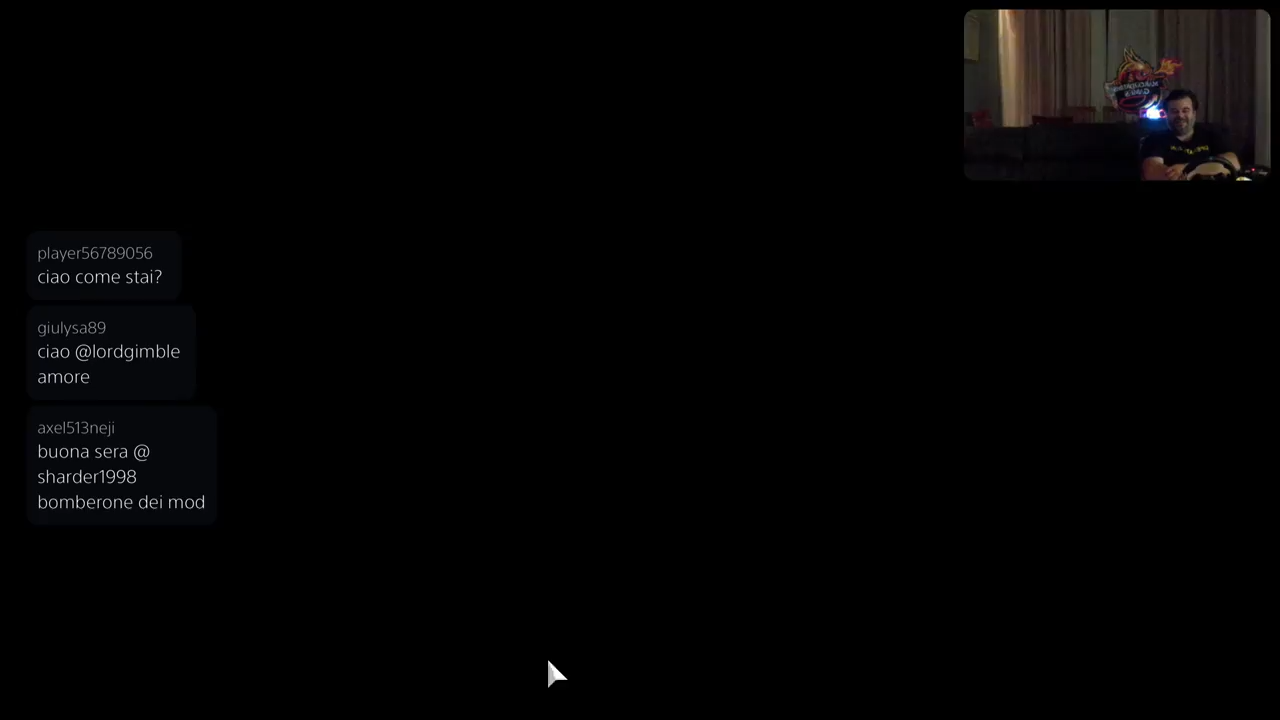 player56789056
ciao come stai?
giulysa89
ciao @lordgimble
amore
axel513neji
buona sera @
sharder1998
bomberone dei mod